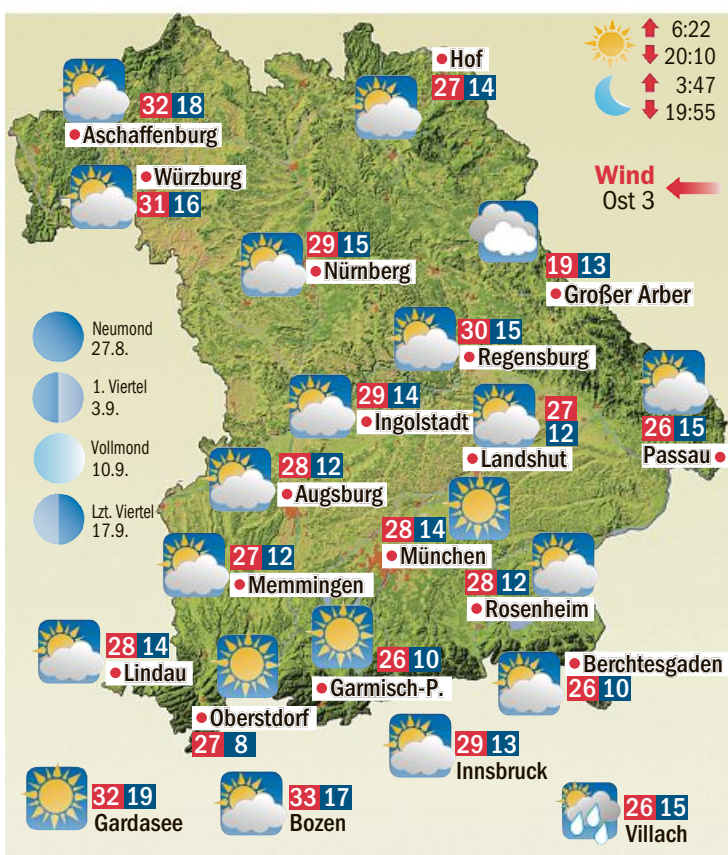 6:22
20:10
3:47
19:55
Hof
27 14
32 18
Aschaffenburg
Würzburg
31 16
Wind
Ost 3
29 15
Nürnberg
19 13
Großer Arber
Neumond
27.8.
1. Viertel
3.9.
Vollmond
10.9.
Lzt. Viertel
17.9.
30 15
Regensburg
29 14
Ingolstadt
27
12
Landshut
26 15
Passau
28 12
Augsburg
28 14
München
27 12
Memmingen
28 12
Rosenheim
28 14
Lindau
26 10
Garmisch-P.
Berchtesgaden
26 10
Oberstdorf
27 8
29 13
Innsbruck
32 19
Gardasee
33 17
Bozen
26 15
Villach